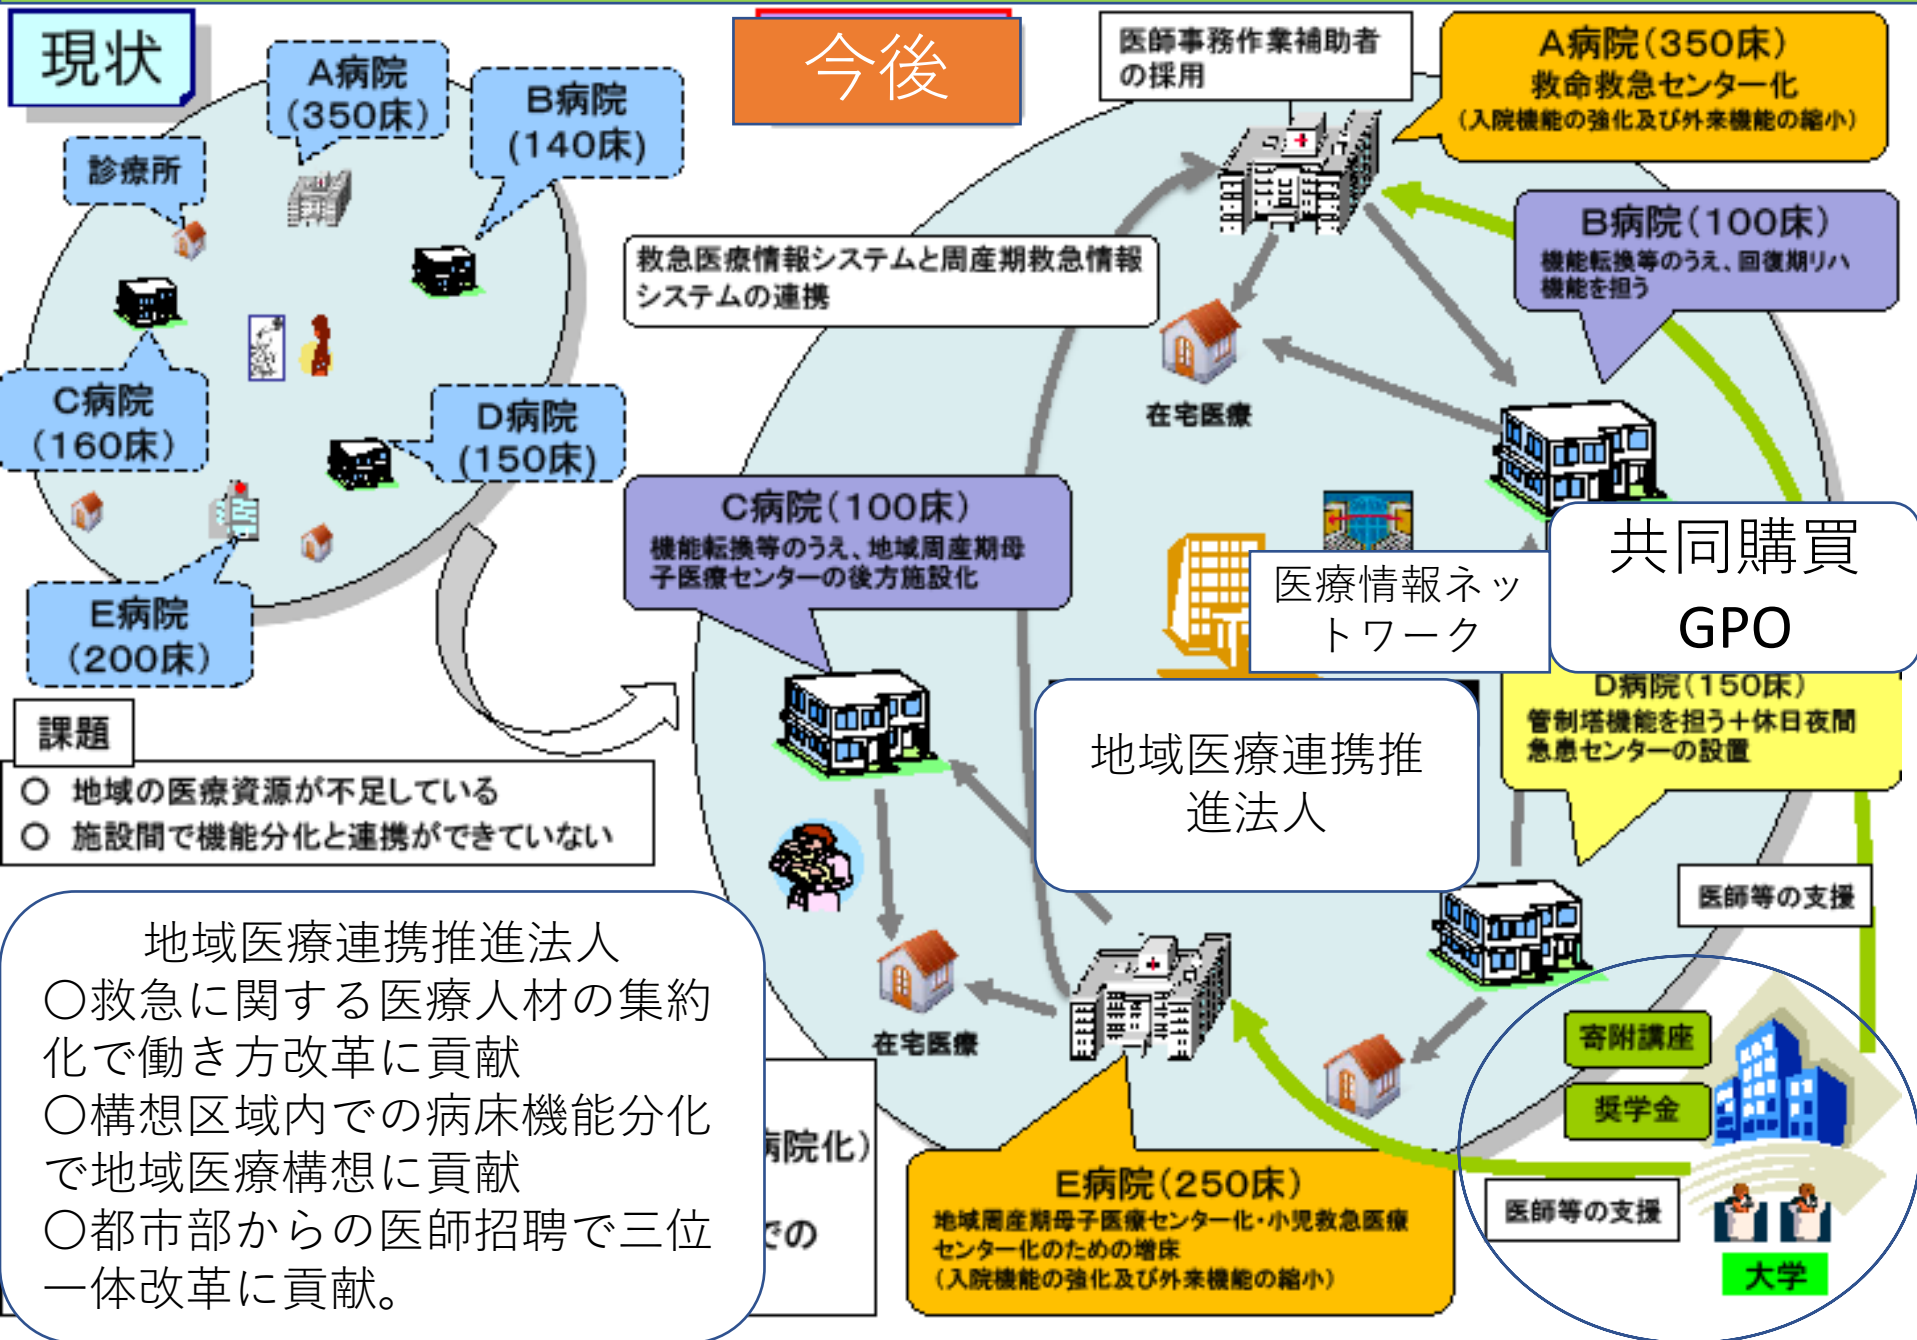 現状
A病院
(350床)
B病院
(140床)
診療所
C病院
(160床)
D病院
(150床)
E病院
(200床)
課題
○ 地域の医療資源が不足している
○ 施設間で機能分化と連携ができていない
地域医療連携推進法人
○救急に関する医療人材の集約
化で働き方改革に貢献
○構想区域内での病床機能分化
で地域医療構想に貢献
○都市部からの医師招聘で三位
一体改革に貢献。
病院化)
での
今後
医師事務作業補助者
の採用
A病院(350床)
救命救急センター化
(入院機能の強化及び外来機能の縮小)
救急医療情報システムと周産期救急情報
システムの連携
B病院(100床)
機能転換等のうえ、回復期リハ
機能を担う
在宅医療
C病院(100床)
機能転換等のうえ、地域周産期母
子医療センターの後方施設化
医療情報ネッ
トワーク
共同購買
GPO
地域医療連携推
進法人
D病院(150床)
管制塔機能を担う+休日夜間
急患センターの設置
医師等の支援
在宅医療
寄附講座
奨学金
E病院(250床)
地域周産期母子医療センター化・小児救急医療
センター化のための増床
(入院機能の強化及び外来機能の縮小)
医師等の支援
大学